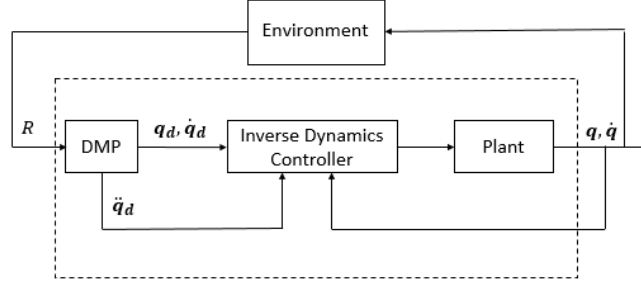 Environment
R
DMP
q_d, q̇_d
Inverse Dynamics
Controller
Plant
q, q̇
q̈_d